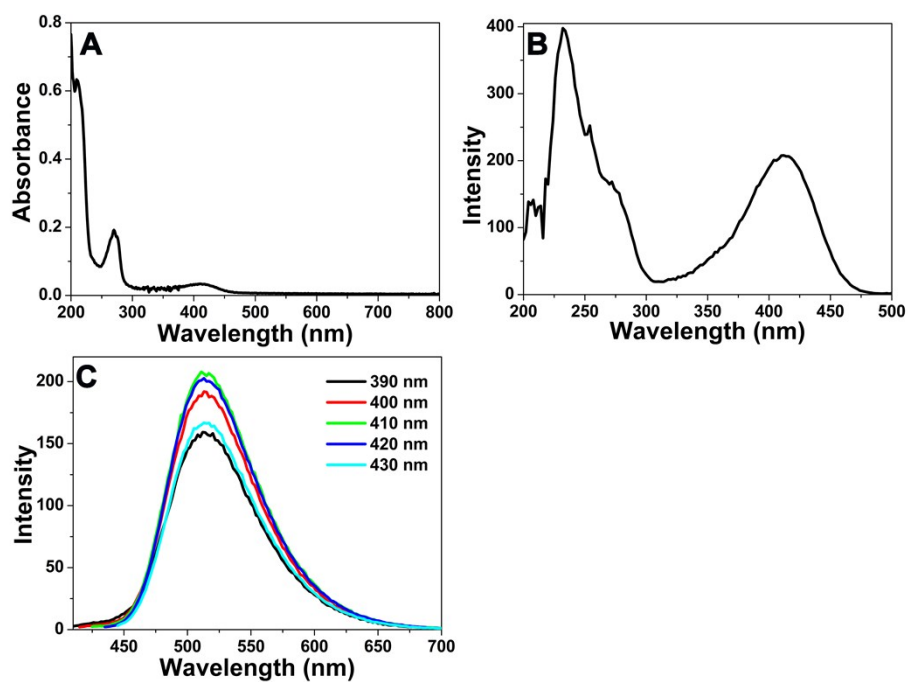 A
Absorbance
0.8
0.6
0.4
0.2
0.0
200 300 400 500 600 700 800
Wavelength (nm)
B
Intensity
400
300
200
100
0
200 250 300 350 400 450 500
Wavelength (nm)
C
Intensity
200
150
100
50
0
450 500 550 600 650 700
Wavelength (nm)
390 nm
400 nm
410 nm
420 nm
430 nm